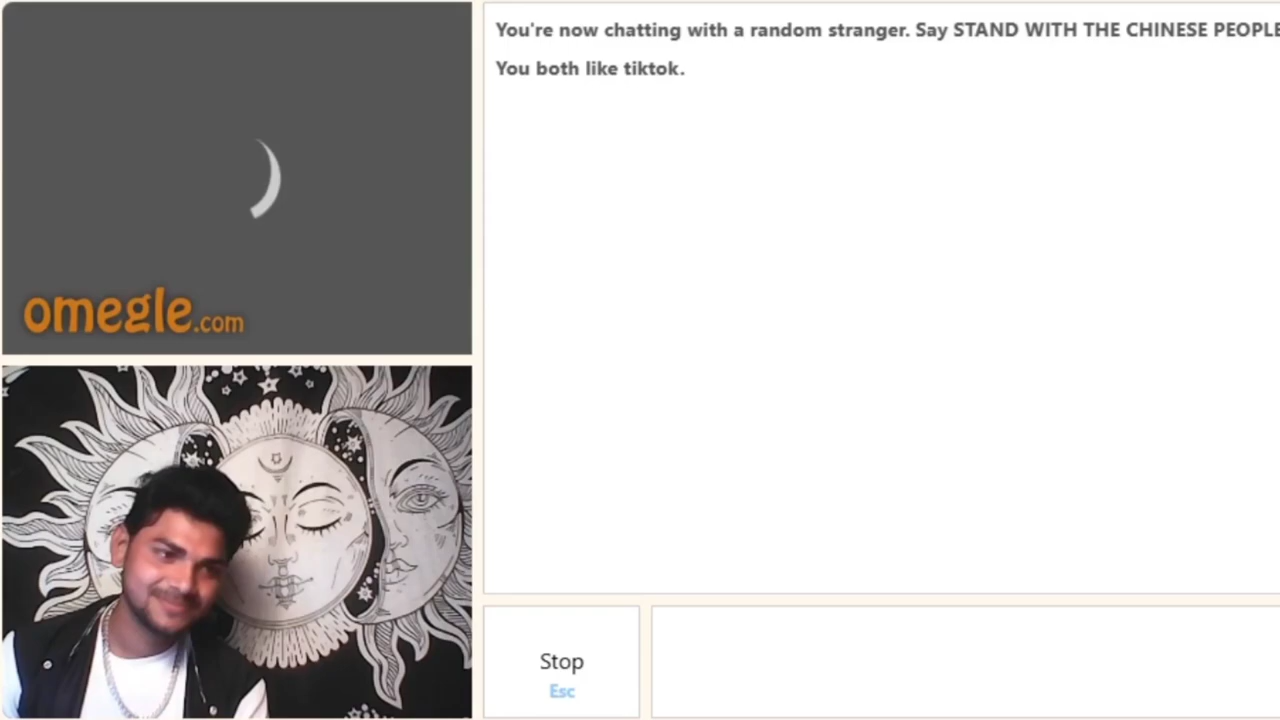 You're now chatting with a random stranger. Say STAND WITH THE CHINESE PEOPLE
You both like tiktok.
omegle.com
Stop
Esc